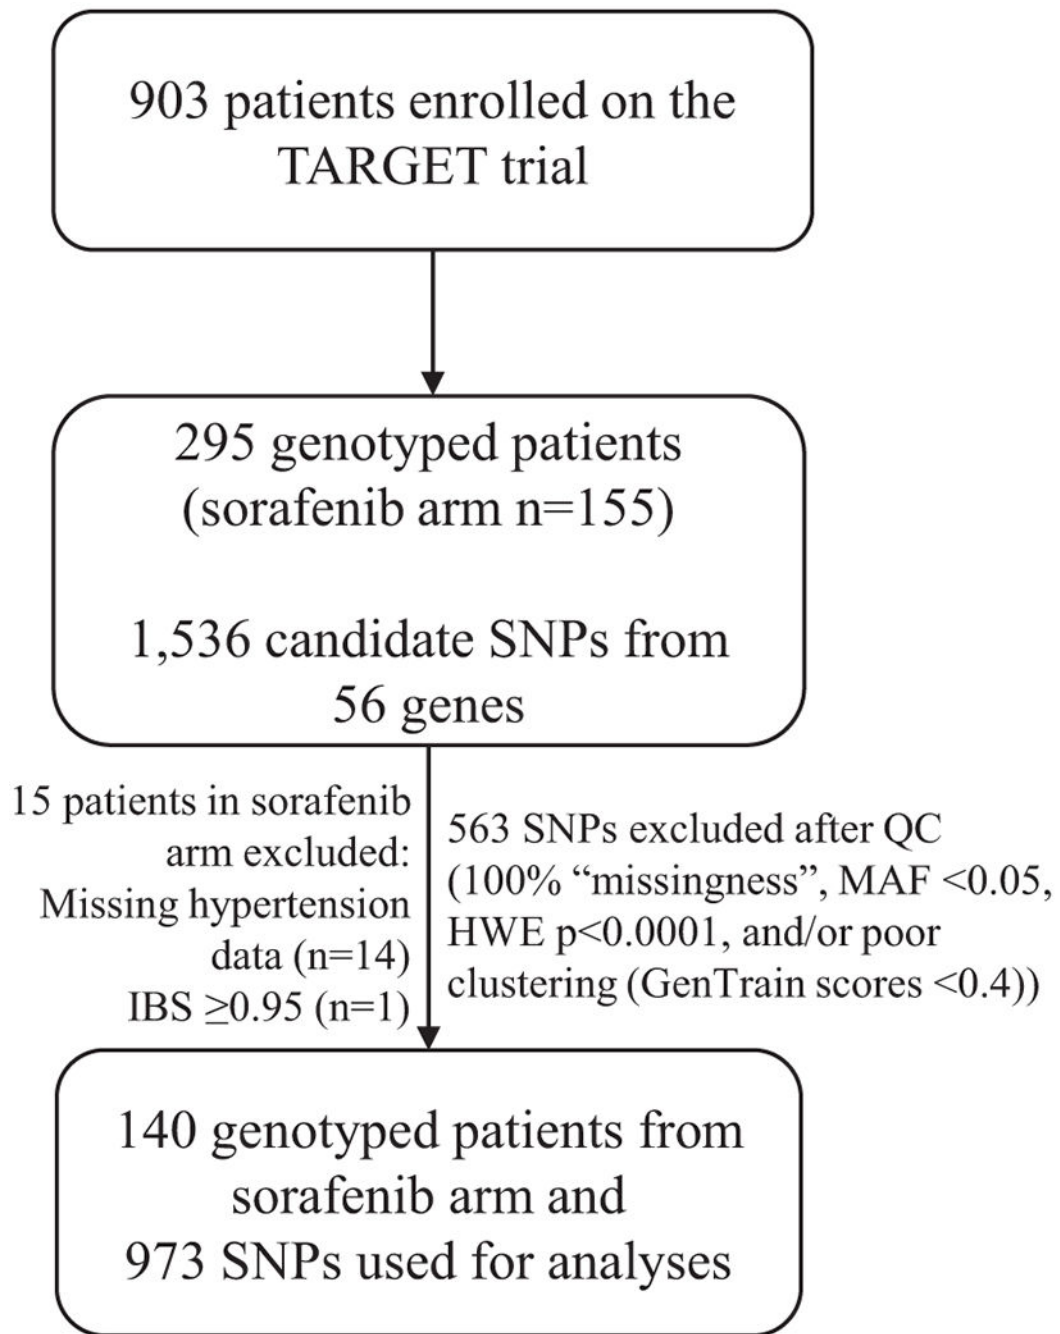 903 patients enrolled on the
TARGET trial
295 genotyped patients
(sorafenib arm n=155)
1,536 candidate SNPs from
56 genes
15 patients in sorafenib
arm excluded:
Missing hypertension
data (n=14)
IBS ≥0.95 (n=1)
563 SNPs excluded after QC
(100% “missingness”, MAF <0.05,
HWE p<0.0001, and/or poor
clustering (GenTrain scores <0.4))
140 genotyped patients from
sorafenib arm and
973 SNPs used for analyses